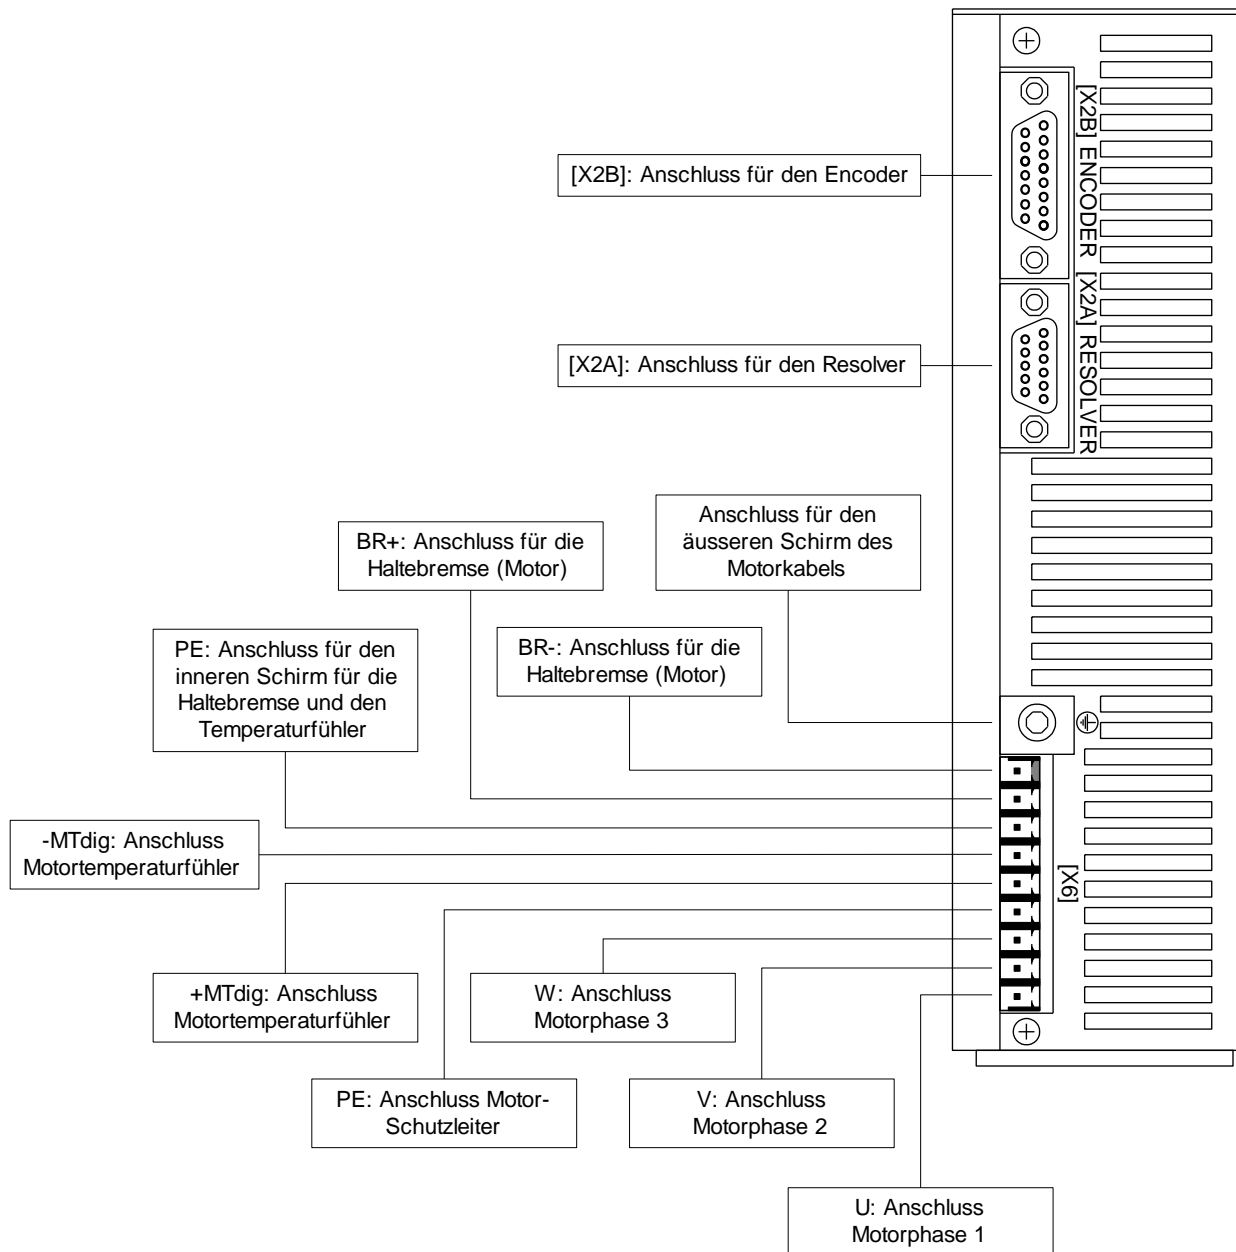 [X2B] ENCODER
[X2A] RESOLVER
[X2B]: Anschluss für den Encoder
[X2A]: Anschluss für den Resolver
Anschluss für den
äusseren Schirm des
Motorkabels
BR+: Anschluss für die
Haltebremse (Motor)
BR-: Anschluss für die
Haltebremse (Motor)
PE: Anschluss für den
inneren Schirm für die
Haltebremse und den
Temperaturfühler
-MTdig: Anschluss
Motortemperaturfühler
[X6]
+MTdig: Anschluss
Motortemperaturfühler
W: Anschluss
Motorphase 3
PE: Anschluss Motor-
Schutzleiter
V: Anschluss
Motorphase 2
U: Anschluss
Motorphase 1